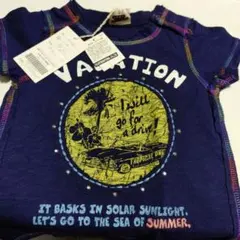 VACATION
I will
go for
a drive!
IT BASKS IN SOLAR SUNLIGHT.
LET'S GO TO THE SEA OF SUMMER.